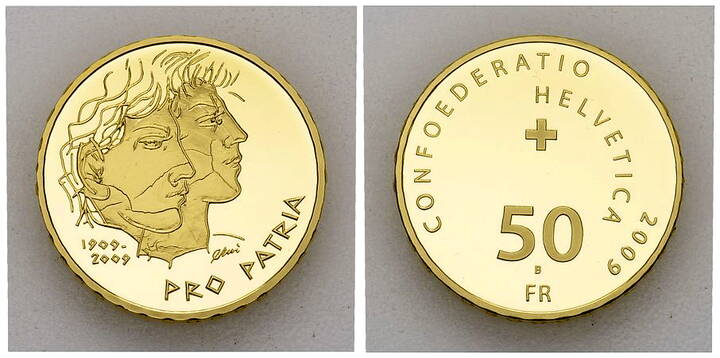 1909-
2009
PRO PATRIA
CONFOEDERATIO
HELVETICA 2009
50
B
FR